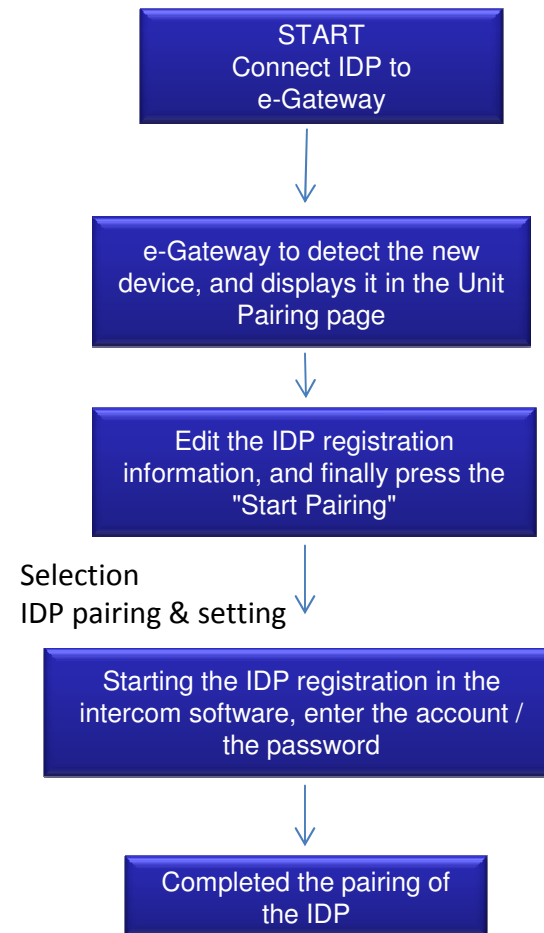 START
Connect IDP to
e-Gateway
e-Gateway to detect the new
device, and displays it in the Unit
Pairing page
Edit the IDP registration
information, and finally press the
"Start Pairing"
Selection
IDP pairing & setting
Starting the IDP registration in the
intercom software, enter the account /
the password
Completed the pairing of
the IDP